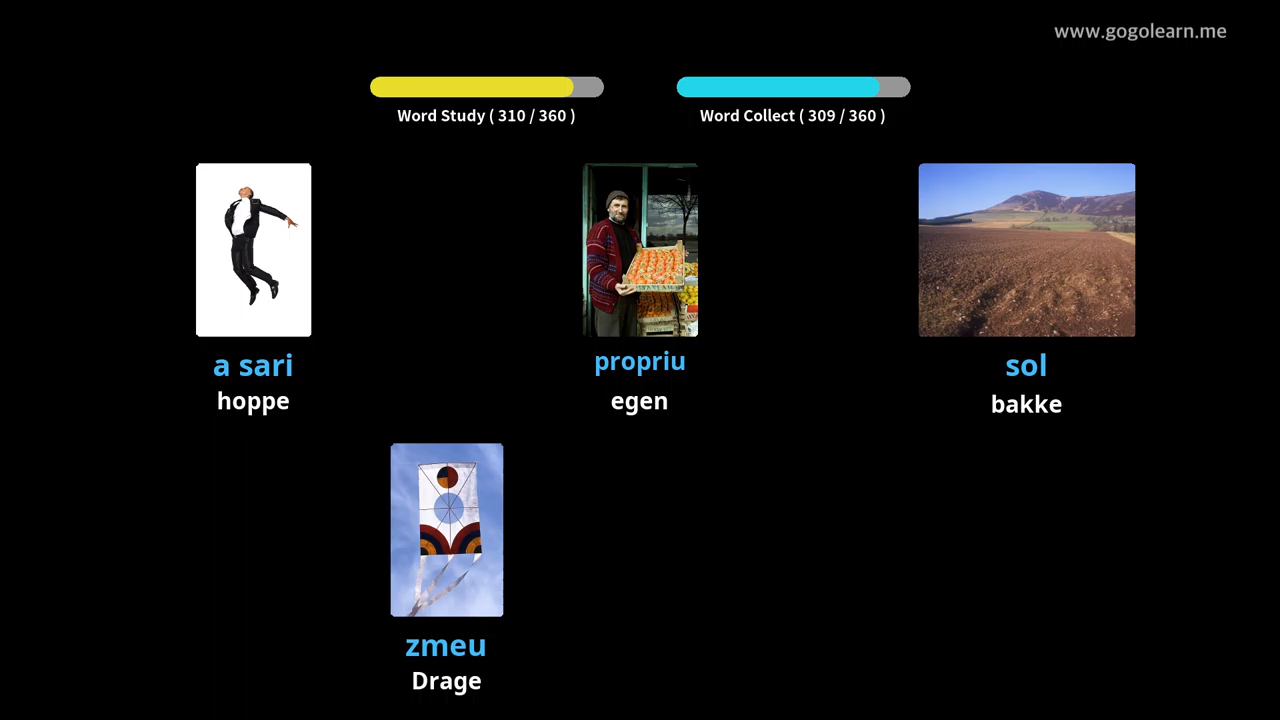 www.gogolearn.me
Word Study ( 310 / 360 )
Word Collect ( 309 / 360 )
a sari
hoppe
propriu
egen
sol
bakke
zmeu
Drage